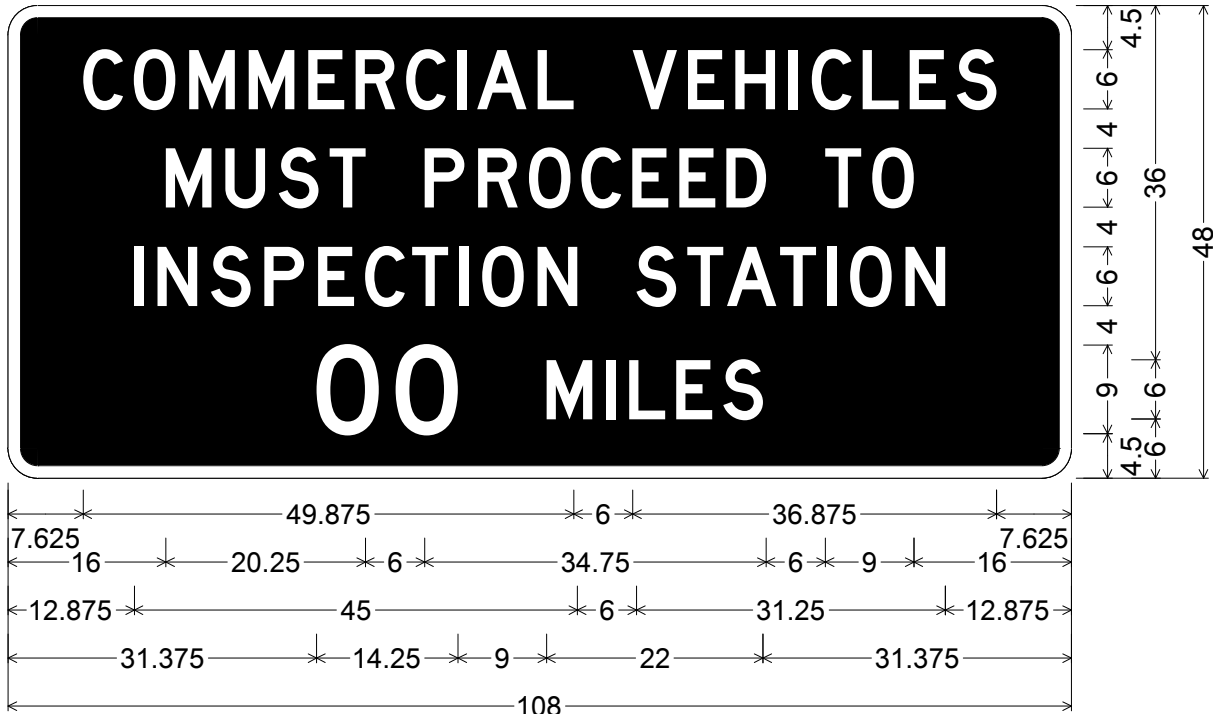 COMMERCIAL VEHICLES
MUST PROCEED TO
INSPECTION STATION
00 MILES
4.5
6
4
6
4
6
4
9
4.5
36
6
6
48
7.625 49.875 6 36.875 7.625
16 20.25 6 34.75 6 9 16
12.875 45 6 31.25 12.875
31.375 14.25 9 22 31.375
108